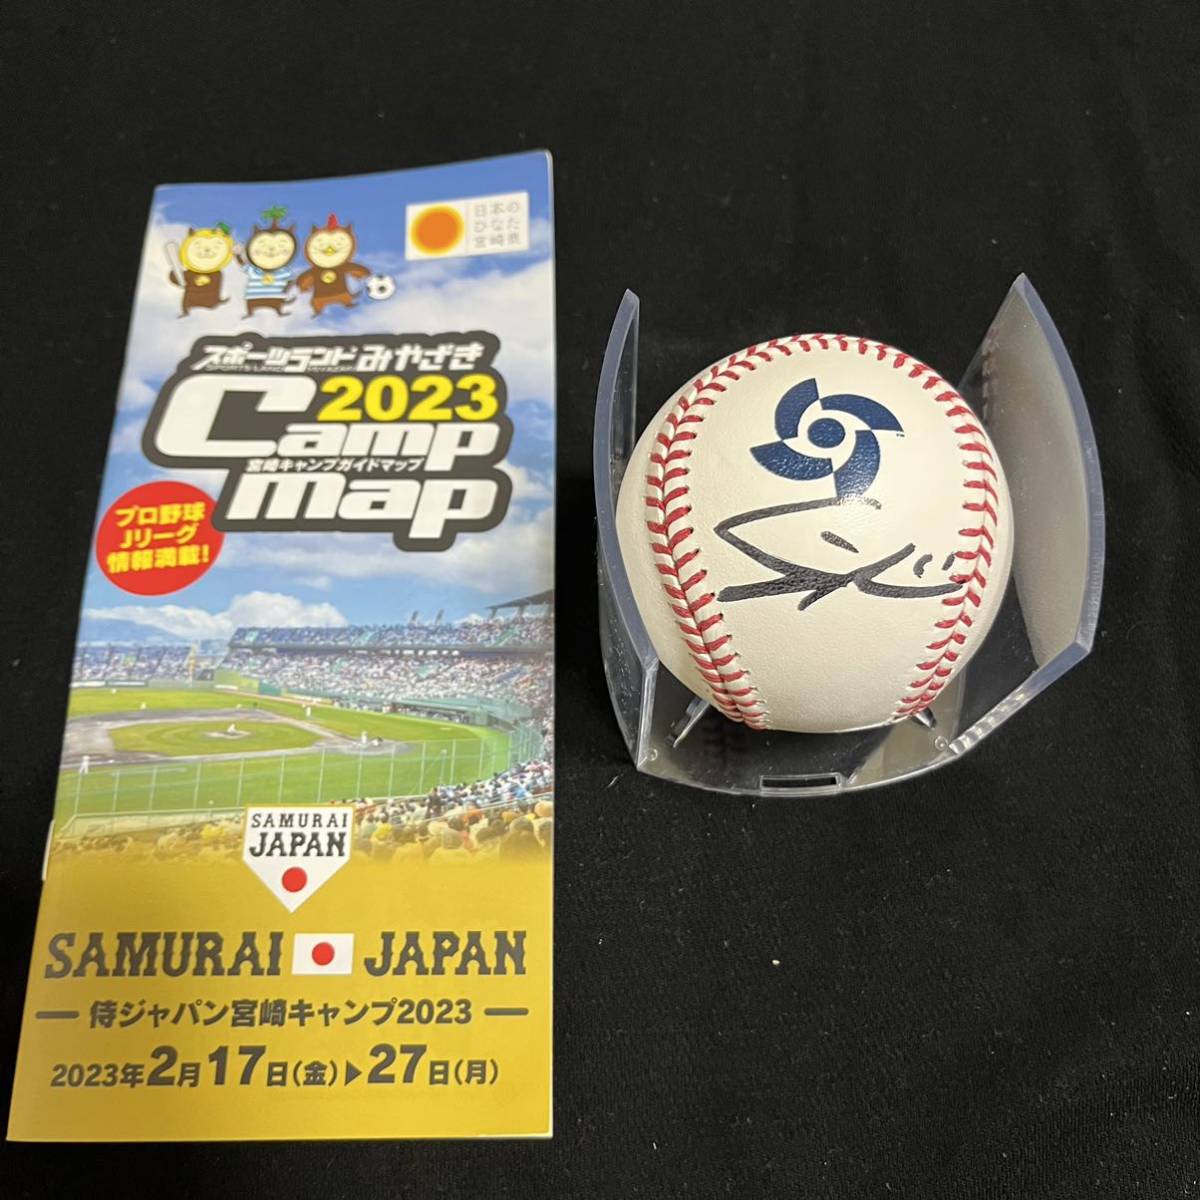 日本の
ひなた
宮崎県
スポーツランドみやざき
SPORTS LAND MIYAZAKI
2023
Camp
宮崎キャンプガイドマップ
map
プロ野球
Jリーグ
情報満載!
SAMURAI
JAPAN
SAMURAI JAPAN
侍ジャパン宮崎キャンプ2023
2023年2月17日(金)▶27日(月)
TM